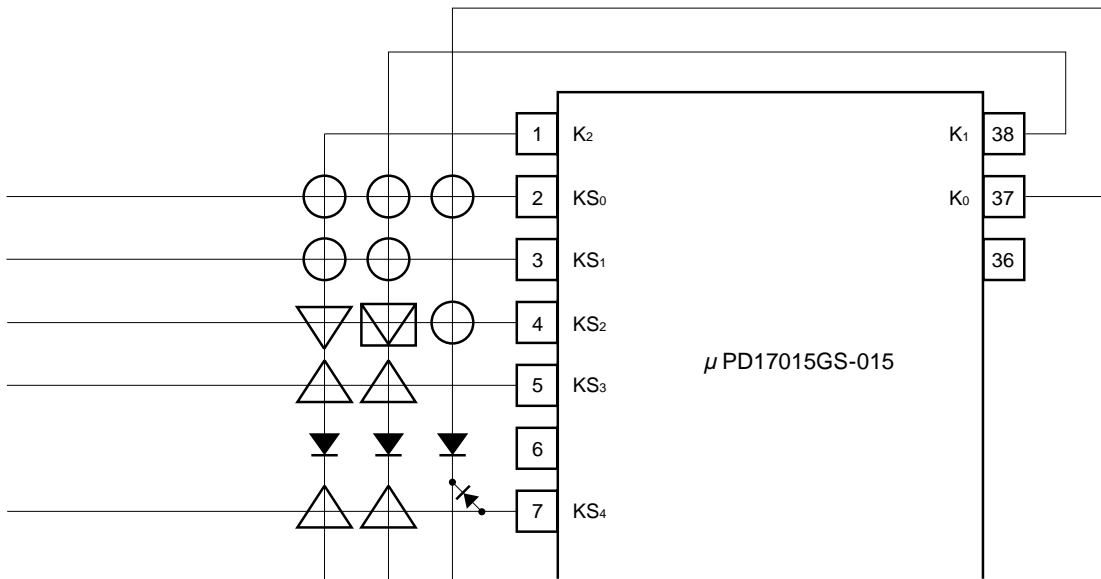 1 K₂ K₁ 38
2 KS₀ K₀ 37
3 KS₁ 36
4 KS₂
μPD17015GS-015
5 KS₃
6
7 KS₄